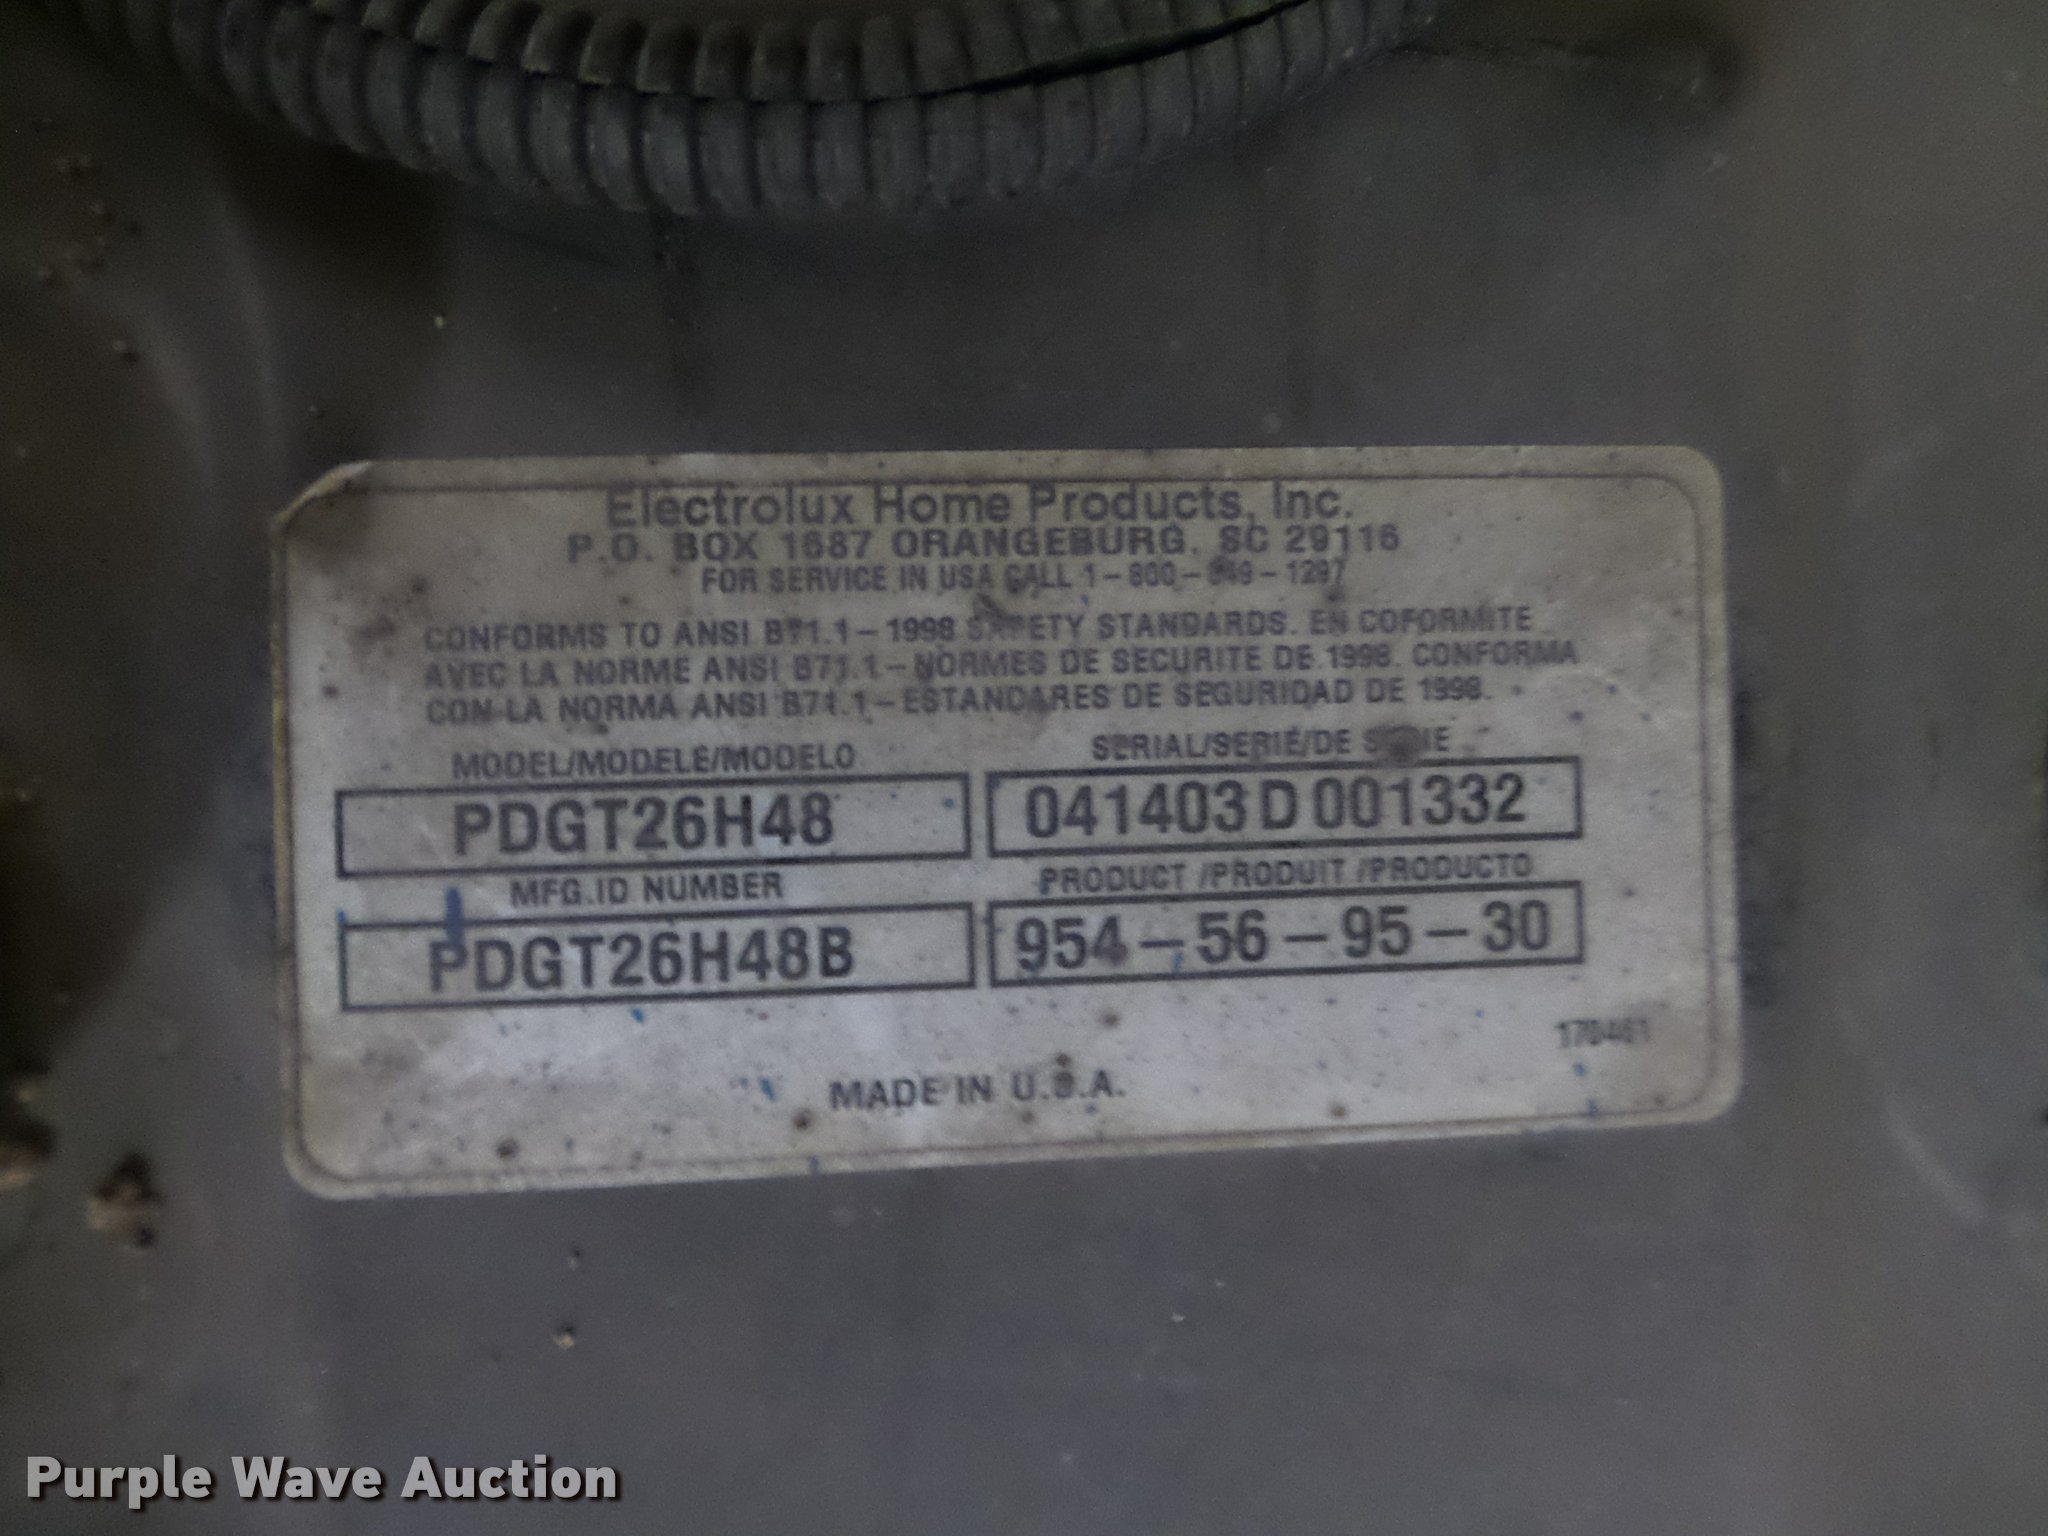 Electrolux Home Products, Inc.
P.O. BOX 1687 ORANGEBURG, SC 29116
FOR SERVICE IN USA CALL 1-800-849-1297
CONFORMS TO ANSI B71.1-1998 SAFETY STANDARDS. EN COFORMITE
AVEC LA NORME ANSI B71.1-NORMES DE SECURITE DE 1998. CONFORMA
CON LA NORMA ANSI B71.1-ESTANDARES DE SEGURIDAD DE 1998.
MODEL/MODELE/MODELO
PDGT26H48
SERIAL/SERIE/DE SERIE
041403D001332
MFG.ID NUMBER
PDGT26H48B
PRODUCT/PRODUIT/PRODUCTO
954-56-95-30
MADE IN U.S.A.
Purple Wave Auction